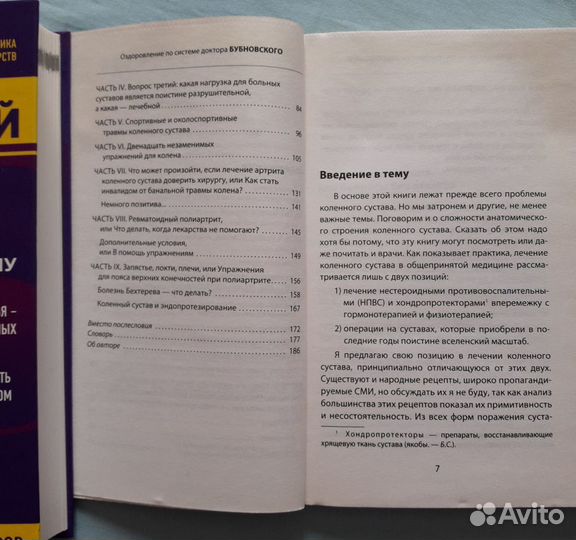 ИКА
РСТВ
Й
МУ
Я –
НЫХ
ТЬ
ОМ
Оздоровление по системе доктора БУБНОВСКОГО
ЧАСТЬ IV. Вопрос третий: какая нагрузка для больных
суставов является поистине разрушительной,
а какая — лечебной 84
ЧАСТЬ V. Спортивные и околоспортивные
травмы коленного сустава 96
ЧАСТЬ VI. Двенадцать незаменимых
упражнений для колена 105
ЧАСТЬ VII. Что может произойти, если лечение артрита
коленного сустава доверить хирургу, или Как стать
инвалидом от банальной травмы колена? 131
Немного позитива... 141
ЧАСТЬ VIII. Ревматоидный полиартрит,
или Что делать, когда лекарства не помогают? 145
Дополнительные условия,
или В помощь упражнениям 149
ЧАСТЬ IX. Запястье, локти, плечи, или Упражнения
для пояса верхних конечностей при полиартрите 156
Болезнь Бехтерева — что делать? 158
Коленный сустав и эндопротезирование 167
Вместо послесловия 172
Словарь 177
Об авторе 186
Введение в тему
В основе этой книги лежат прежде всего проблемы
коленного сустава. Но мы затронем и другие, не менее
важные темы. Поговорим и о сложности анатомическо-
го строения коленного сустава. Сказать об этом надо
хотя бы потому, что эту книгу могут посмотреть или да-
же почитать и врачи. Как показывает практика, лечение
коленного сустава в общепринятой медицине рассма-
тривается лишь с двух позиций:
1) лечение нестероидными противовоспалительны-
ми (НПВС) и хондропротекторами¹ вперемежку с
гормонотерапией и физиотерапией;
2) операции на суставах, которые приобрели в по-
следние годы поистине вселенский масштаб.
Я предлагаю свою позицию в лечении коленного
сустава, принципиально отличающуюся от этих двух.
Существуют и народные рецепты, широко пропаганди-
руемые СМИ, но обсуждать их я не буду, так как анализ
большинства этих рецептов показал их примитивность
и несостоятельность. Из всех форм поражения суста-
¹ Хондропротекторы — препараты, восстанавливающие
хрящевую ткань сустава (якобы. — Б.С.).
7
Avito